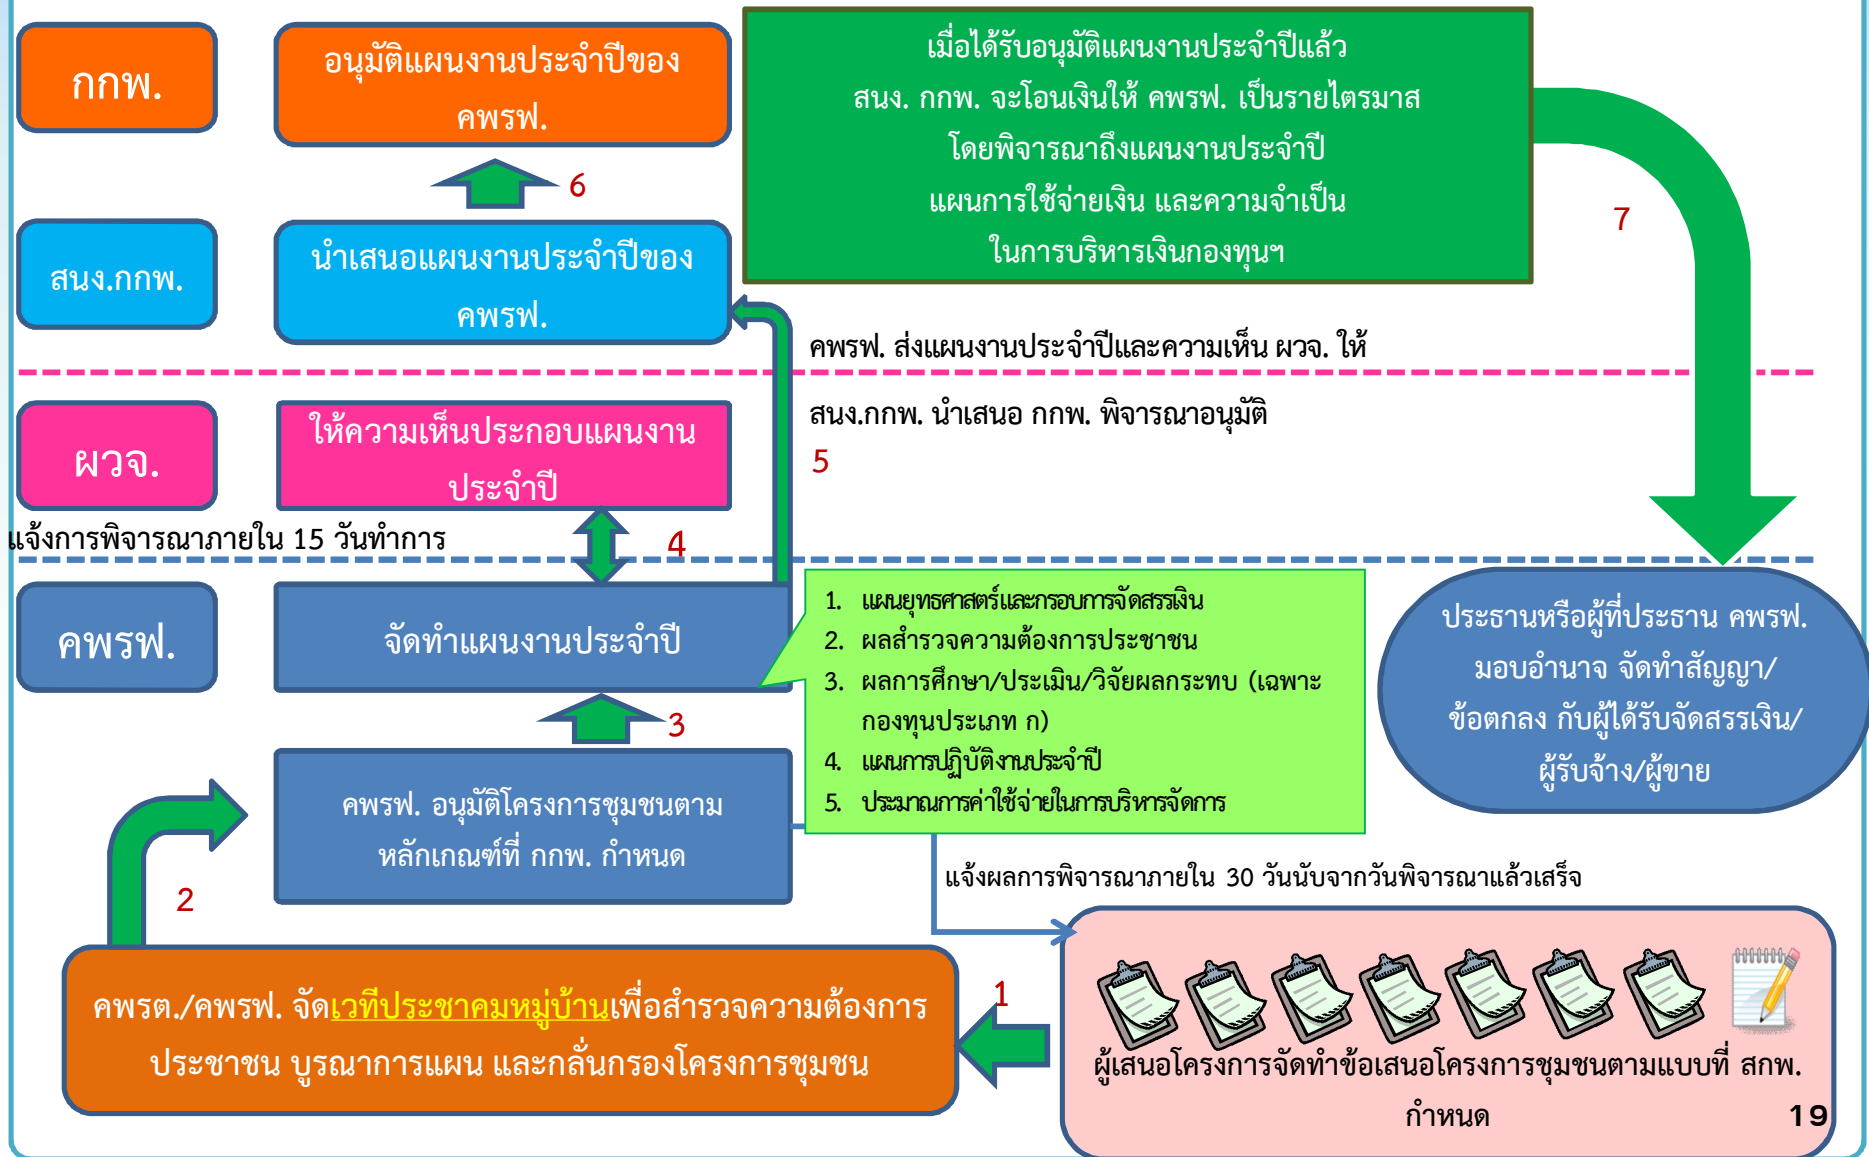 กกพ.
อนุมัติแผนงานประจำปีของ
คพรฟ.
เมื่อได้รับอนุมัติแผนงานประจำปีแล้ว
สนง. กกพ. จะโอนเงินให้ คพรฟ. เป็นรายไตรมาส
โดยพิจารณาถึงแผนงานประจำปี
แผนการใช้จ่ายเงิน และความจำเป็น
ในการบริหารเงินกองทุนฯ
6
7
สนง.กกพ.
นำเสนอแผนงานประจำปีของ
คพรฟ.
คพรฟ. ส่งแผนงานประจำปีและความเห็น ผวจ. ให้
สนง.กกพ. นำเสนอ กกพ. พิจารณาอนุมัติ
5
ผวจ.
ให้ความเห็นประกอบแผนงาน
ประจำปี
แจ้งการพิจารณาภายใน 15 วันทำการ
4
คพรฟ.
จัดทำแผนงานประจำปี
1. แผนยุทธศาสตร์และกรอบการจัดสรรเงิน
2. ผลสำรวจความต้องการประชาชน
3. ผลการศึกษา/ประเมิน/วิจัยผลกระทบ (เฉพาะ
กองทุนประเภท ก)
4. แผนการปฏิบัติงานประจำปี
5. ประมาณการค่าใช้จ่ายในการบริหารจัดการ
ประธานหรือผู้ที่ประธาน คพรฟ.
มอบอำนาจ จัดทำสัญญา/
ข้อตกลง กับผู้ได้รับจัดสรรเงิน/
ผู้รับจ้าง/ผู้ขาย
3
คพรฟ. อนุมัติโครงการชุมชนตาม
หลักเกณฑ์ที่ กกพ. กำหนด
2
แจ้งผลการพิจารณาภายใน 30 วันนับจากวันพิจารณาแล้วเสร็จ
คพรต./คพรฟ. จัดเวทีประชาคมหมู่บ้านเพื่อสำรวจความต้องการ
ประชาชน บูรณาการแผน และกลั่นกรองโครงการชุมชน
1
ผู้เสนอโครงการจัดทำข้อเสนอโครงการชุมชนตามแบบที่ สกพ.
กำหนด
19